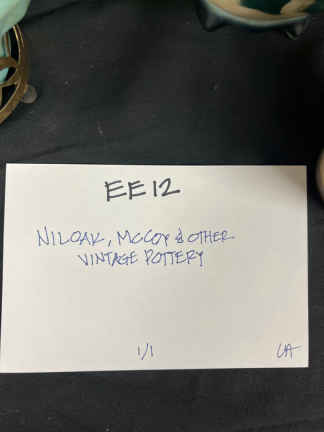 EE12
NILOAK, McCOY & OTHER
VINTAGE POTTERY
1/1
LA